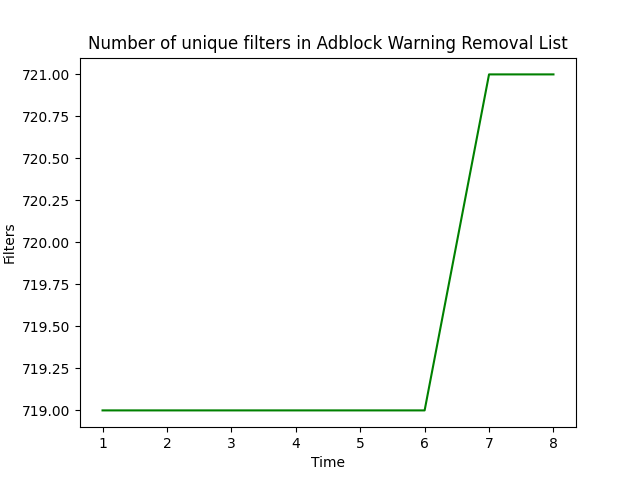 Number of unique filters in Adblock Warning Removal List
721.00
720.75
720.50
720.25
720.00
719.75
719.50
719.25
719.00
Filters
1 2 3 4 5 6 7 8
Time